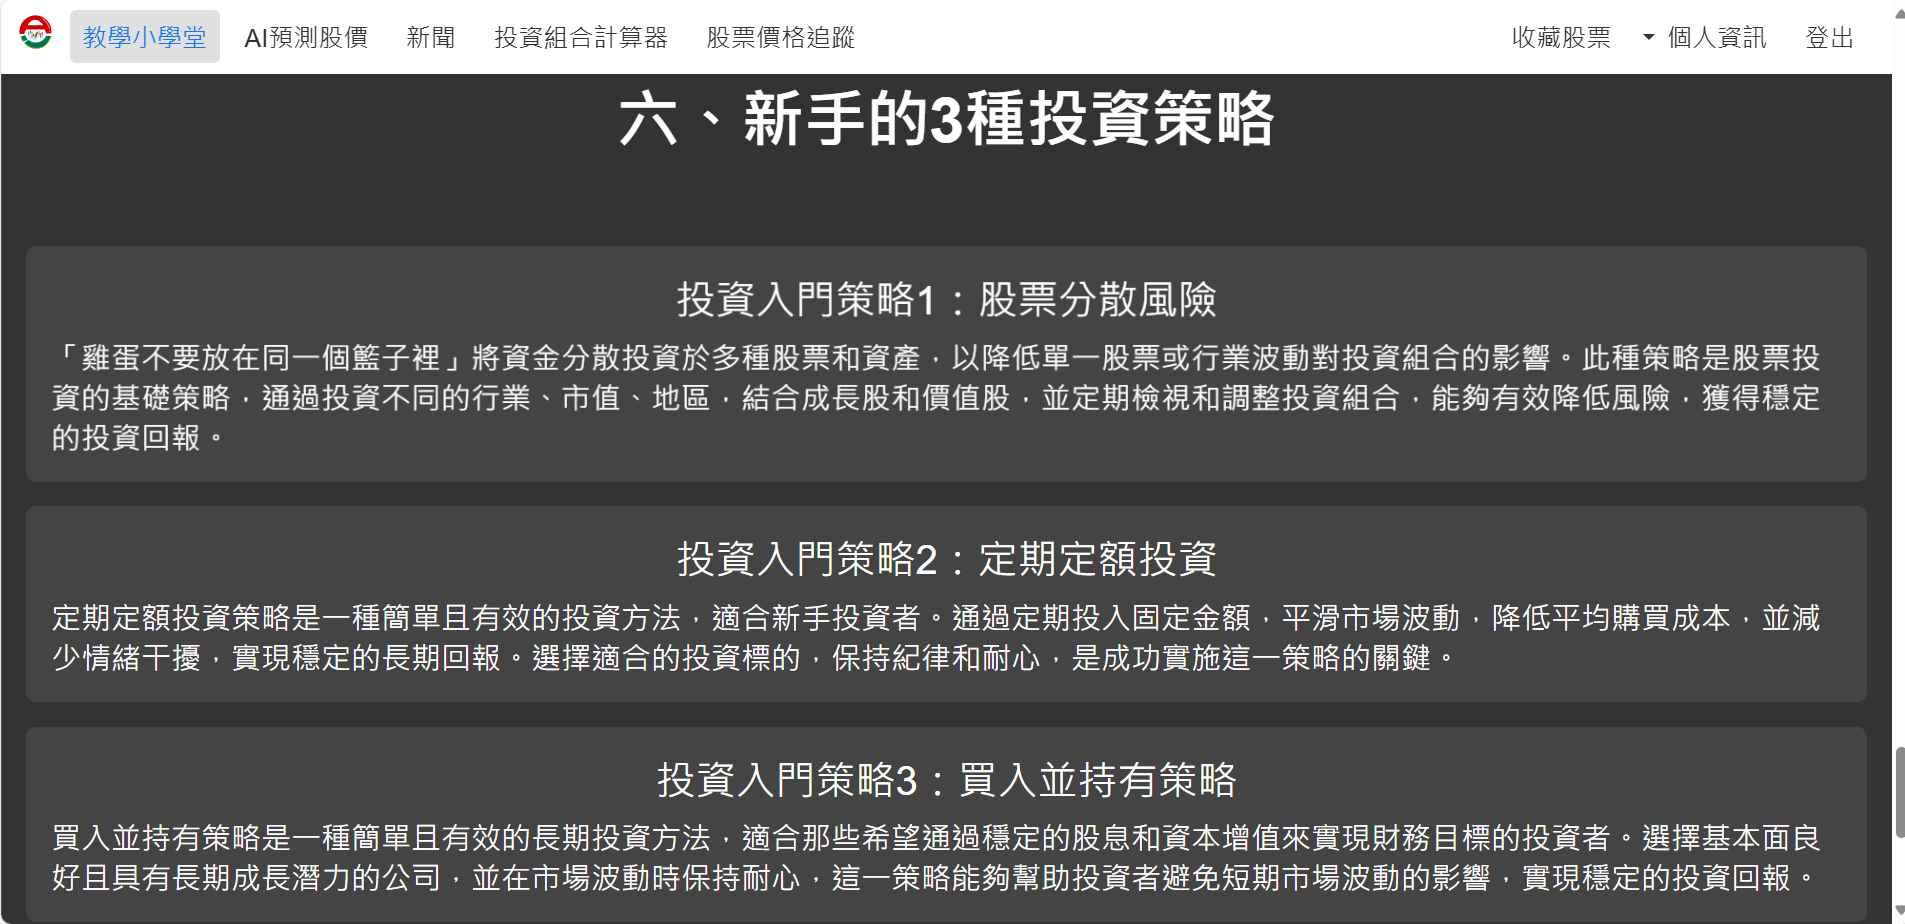 教學小學堂 AI預測股價 新聞 投資組合計算器 股票價格追蹤 收藏股票 個人資訊 登出
六、新手的3種投資策略
投資入門策略1：股票分散風險
「雞蛋不要放在同一個籃子裡」將資金分散投資於多種股票和資產，以降低單一股票或行業波動對投資組合的影響。此種策略是股票投
資的基礎策略，通過投資不同的行業、市值、地區，結合成長股和價值股，並定期檢視和調整投資組合，能夠有效降低風險，獲得穩定
的投資回報。
投資入門策略2：定期定額投資
定期定額投資策略是一種簡單且有效的投資方法，適合新手投資者。通過定期投入固定金額，平滑市場波動，降低平均購買成本，並減
少情緒干擾，實現穩定的長期回報。選擇適合的投資標的，保持紀律和耐心，是成功實施這一策略的關鍵。
投資入門策略3：買入並持有策略
買入並持有策略是一種簡單且有效的長期投資方法，適合那些希望通過穩定的股息和資本增值來實現財務目標的投資者。選擇基本面良
好且具有長期成長潛力的公司，並在市場波動時保持耐心，這一策略能夠幫助投資者避免短期市場波動的影響，實現穩定的投資回報。